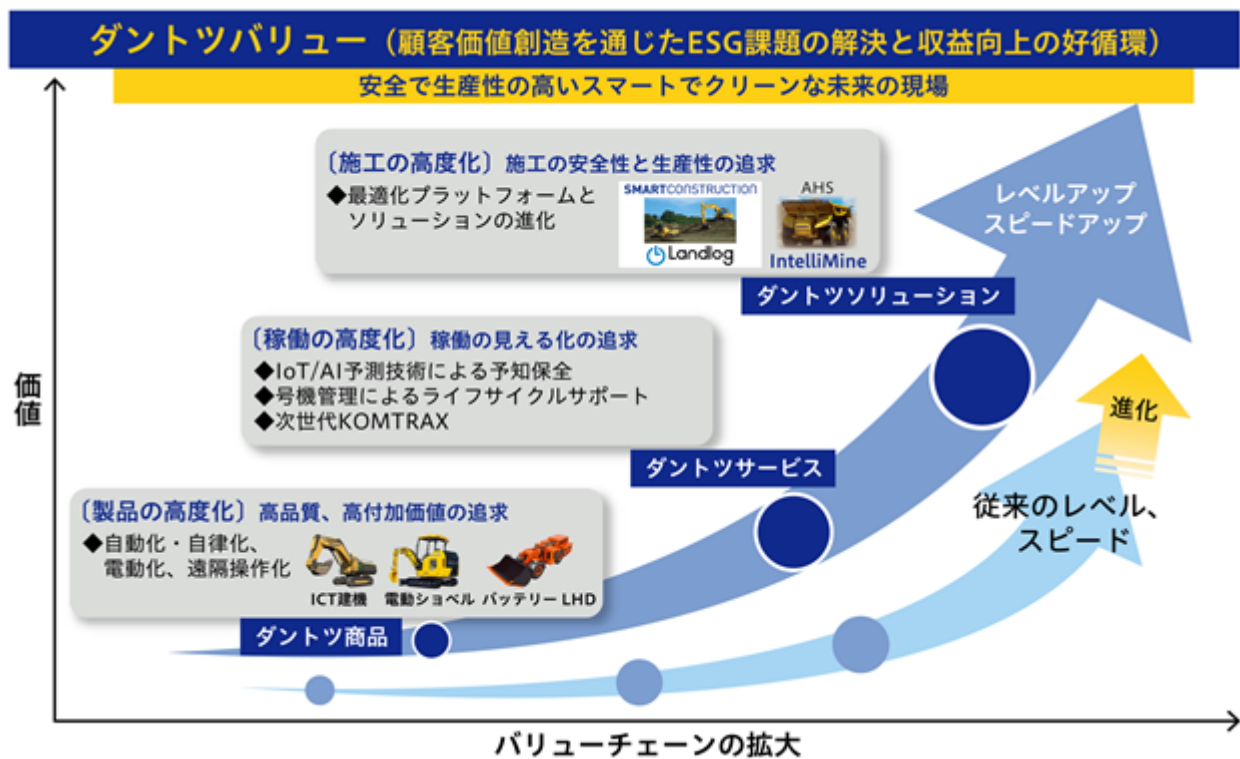 ダントツバリュー（顧客価値創造を通じたESG課題の解決と収益向上の好循環）
安全で生産性の高いスマートでクリーンな未来の現場
〔施工の高度化〕施工の安全性と生産性の追求
◆最適化プラットフォームと
ソリューションの進化
SMARTCONSTRUCTION
Landlog
AHS
IntelliMine
レベルアップ
スピードアップ
ダントツソリューション
〔稼働の高度化〕稼働の見える化の追求
◆IoT/AI予測技術による予知保全
◆号機管理によるライフサイクルサポート
◆次世代KOMTRAX
価値
進化
ダントツサービス
従来のレベル、
スピード
〔製品の高度化〕高品質、高付加価値の追求
◆自動化・自律化、
電動化、遠隔操作化
ICT建機
電動ショベル
バッテリー LHD
ダントツ商品
バリューチェーンの拡大